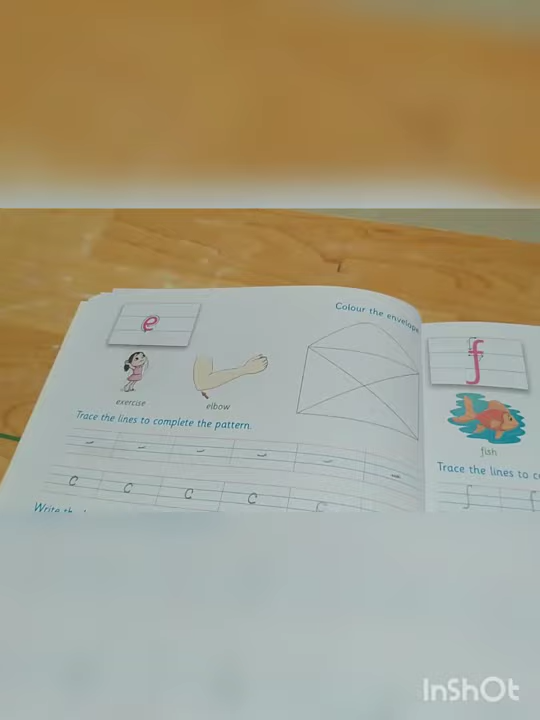 e
Colour the envelope
exercise
elbow
Trace the lines to complete the pattern.
c c c c c
f
fish
Trace the lines to c
f f
InShOt